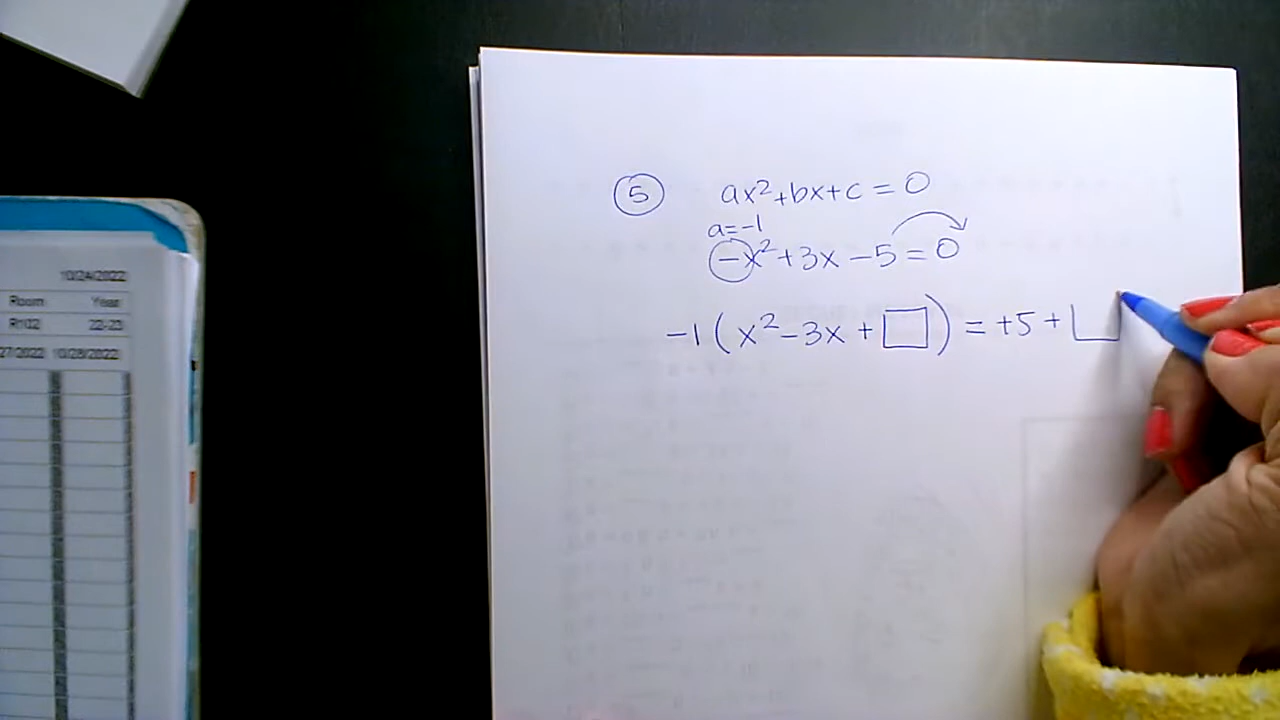 10/24/2022
Room Year
R102 22-23
27/2022 10/28/2022
5 ax²+bx+c=0
a=-1
-x²+3x-5=0
-1(x²-3x+□)=+5+